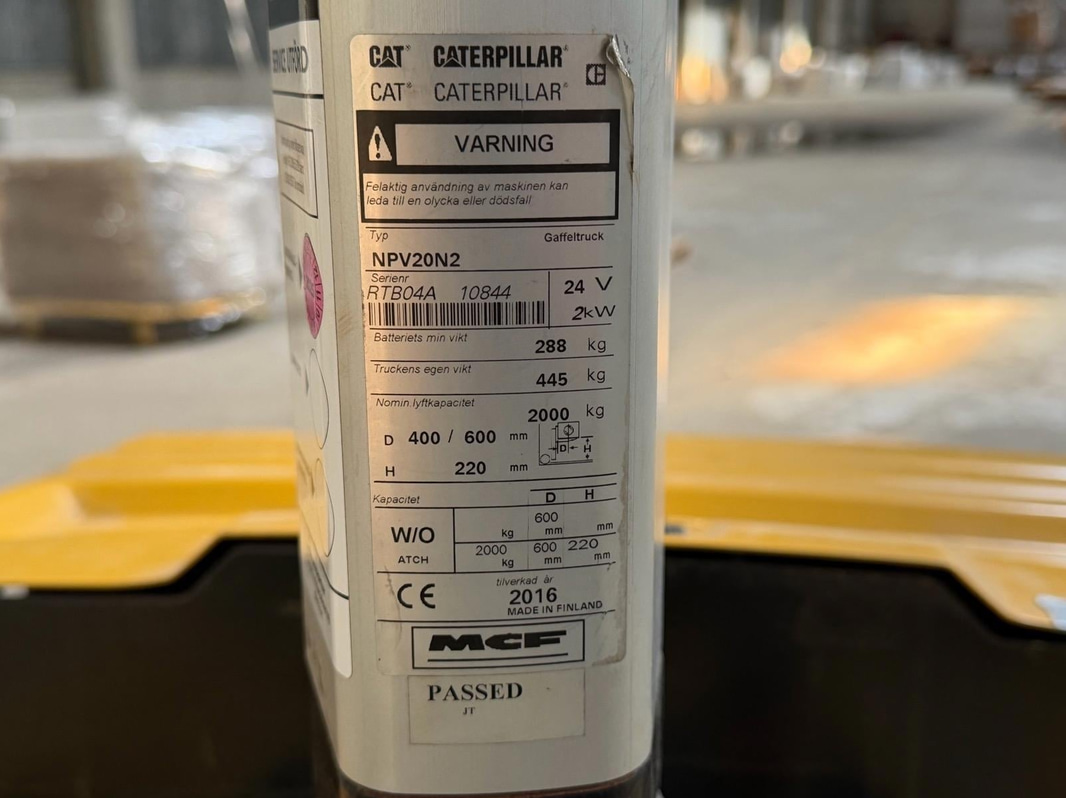 CAT® CATERPILLAR®
CAT® CATERPILLAR®
VARNING
Felaktig användning av maskinen kan
leda till en olycka eller dödsfall
Typ Gaffeltruck
NPV20N2
Serienr
RTB04A 10844 24 V
2kW
Batteriets min vikt 288 kg
Truckens egen vikt 445 kg
Nomin.lyftkapacitet 2000 kg
D 400 / 600 mm
D H
H 220 mm
Kapacitet D H
W/O kg 600 mm mm
ATCH 2000 kg 600 mm 220 mm
CE tilverkad år
2016
MADE IN FINLAND
MCF
PASSED
JT